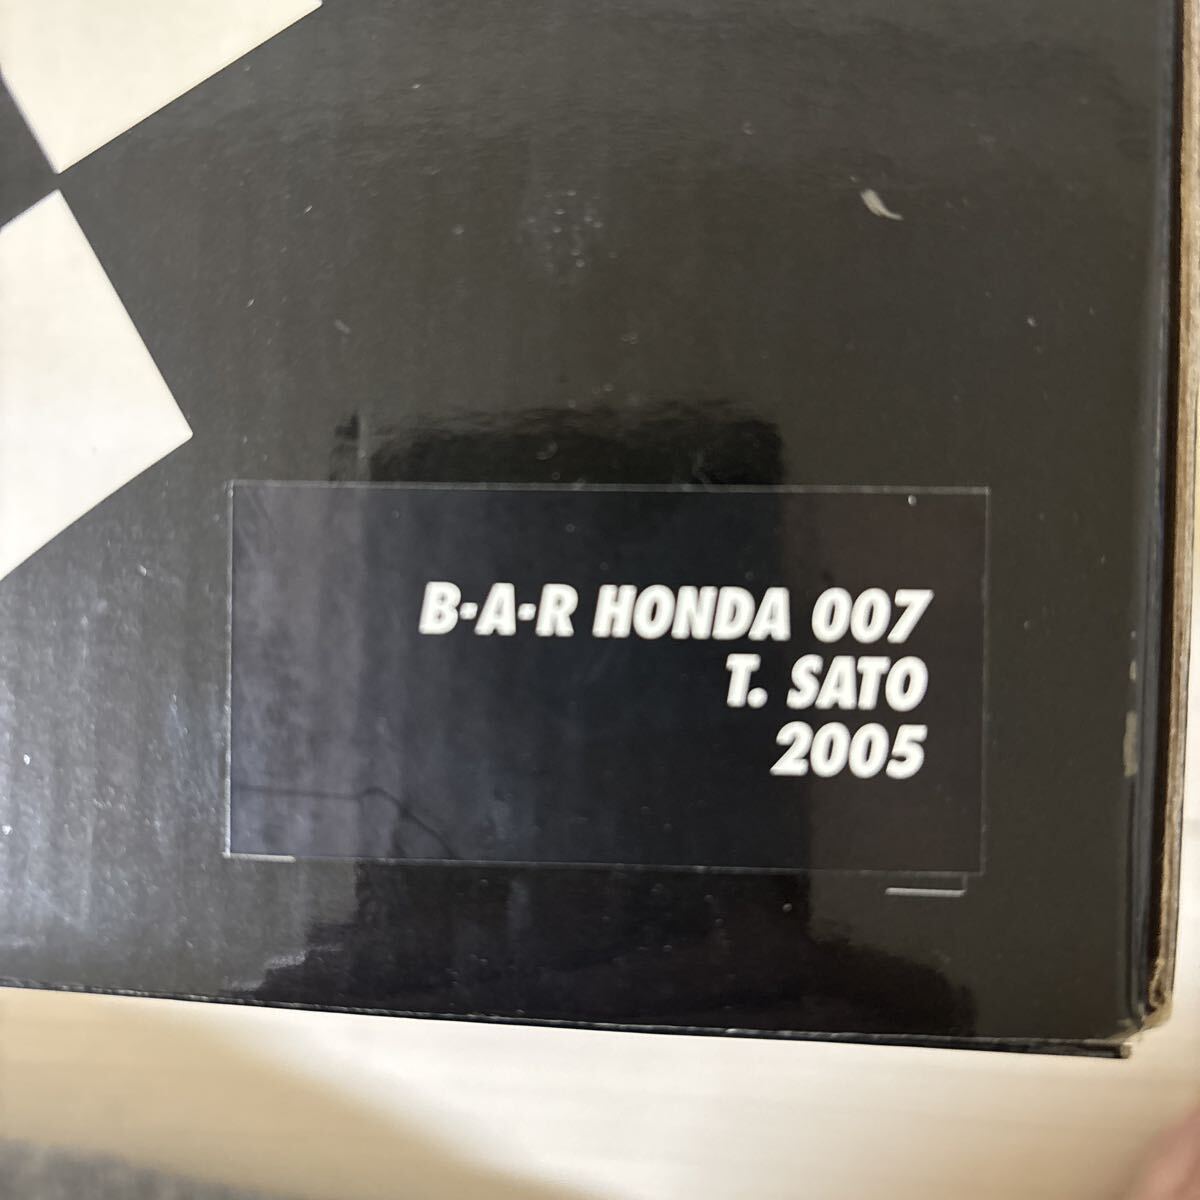 B·A·R HONDA 007
T. SATO
2005